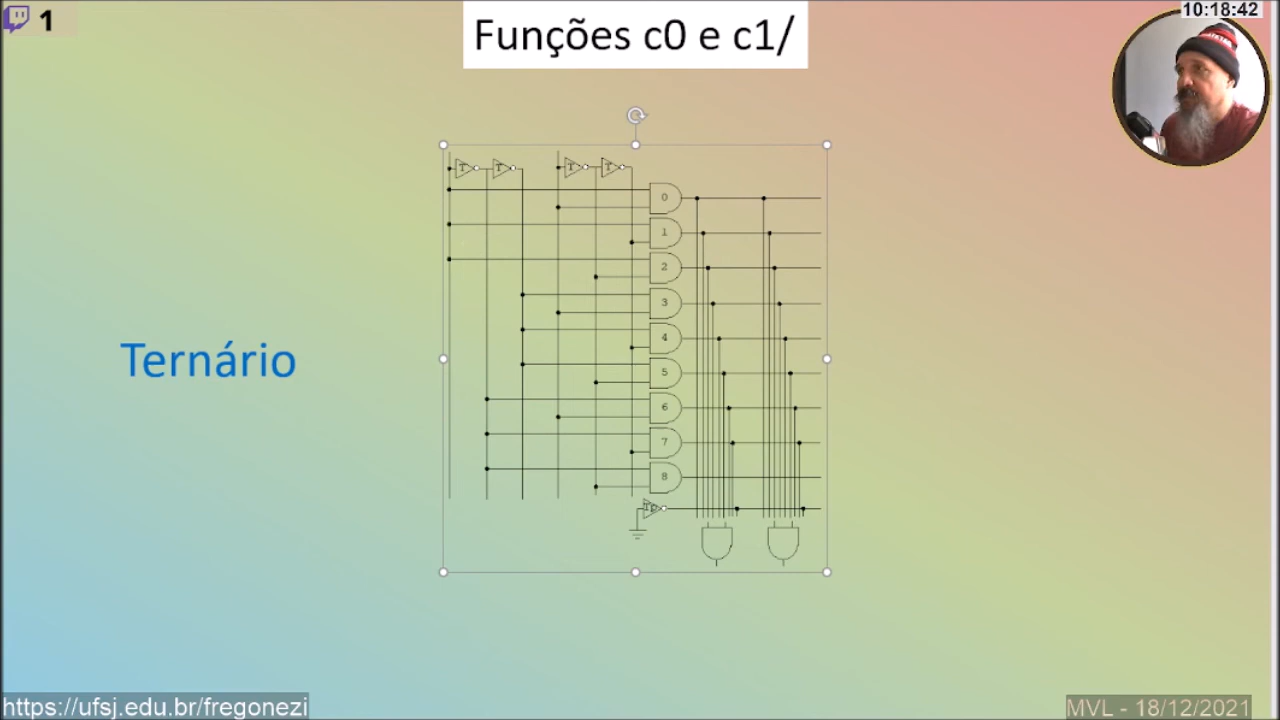 1
Funções c0 e c1/
10:18:42
T T T T
0
1
2
3
4
5
6
7
8
Ternário
https://ufsj.edu.br/fregonezi
MVL - 18/12/2021